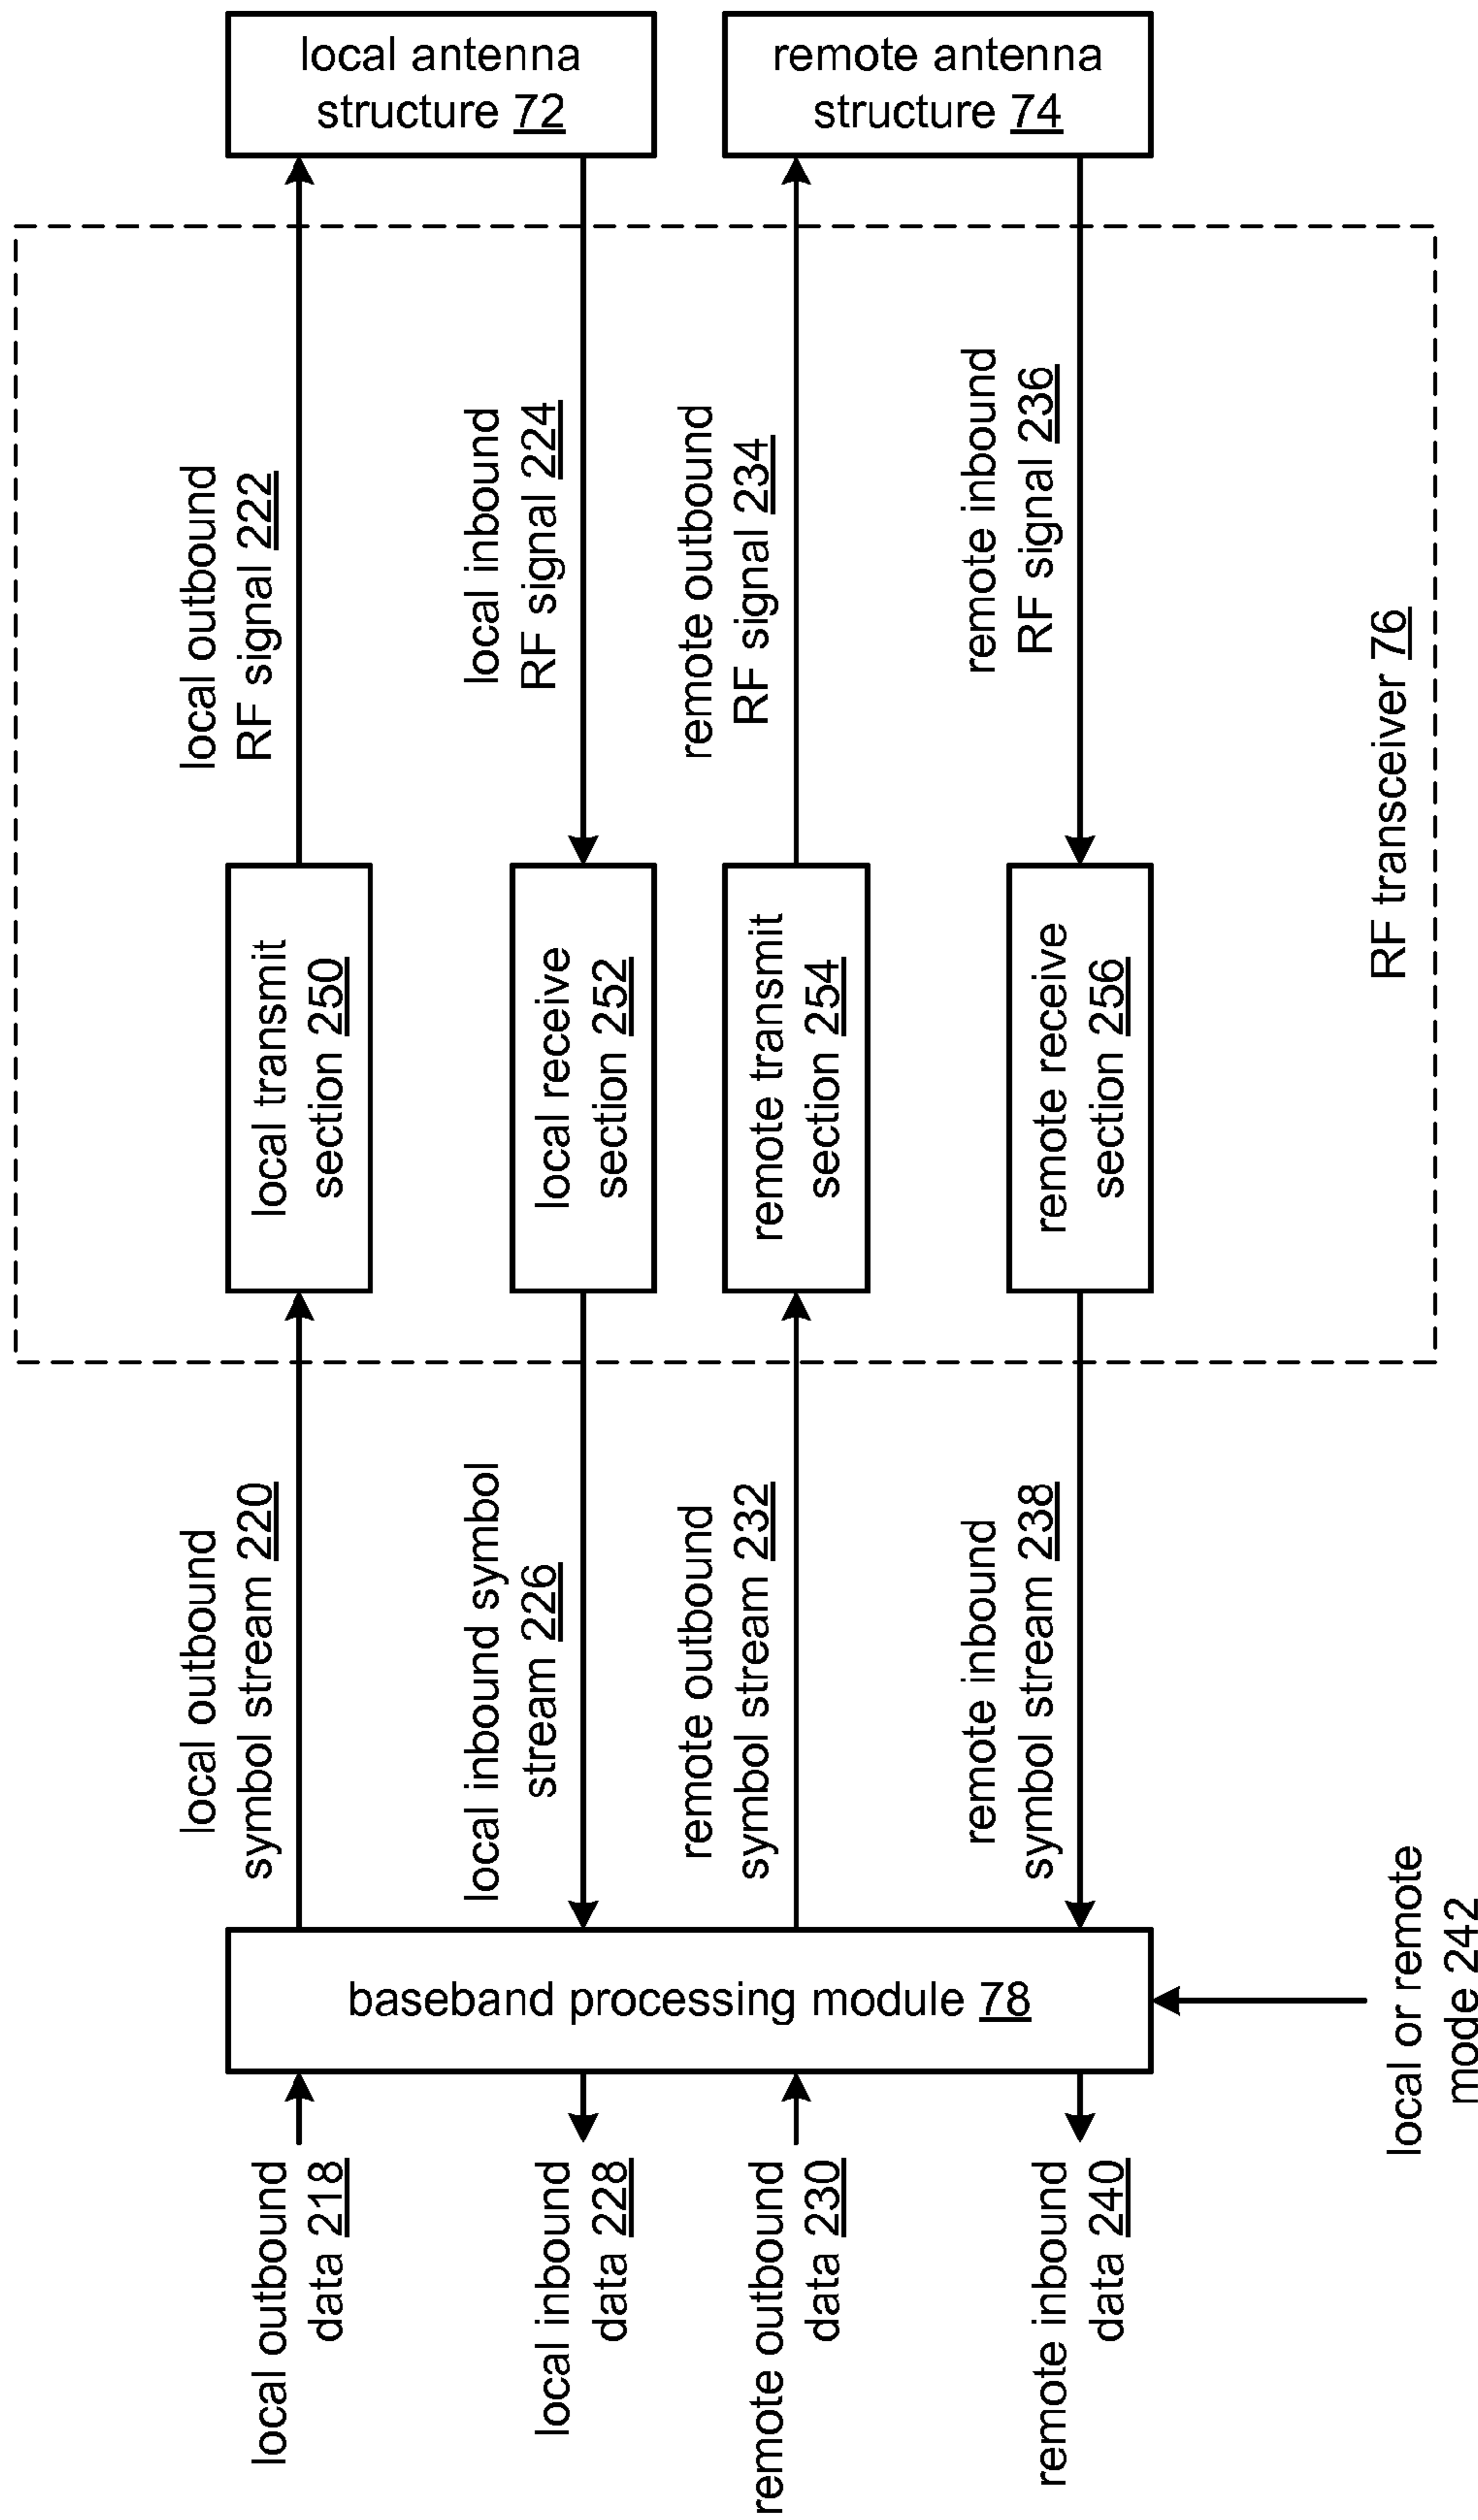 local antenna
structure 72
remote antenna
structure 74
local outbound
RF signal 222
local inbound
RF signal 224
remote outbound
RF signal 234
remote inbound
RF signal 236
RF transceiver 76
local transmit
section 250
local receive
section 252
remote transmit
section 254
remote receive
section 256
local outbound
symbol stream 220
local inbound symbol
stream 226
remote outbound
symbol stream 232
remote inbound
symbol stream 238
baseband processing module 78
local or remote
mode 242
local outbound
data 218
local inbound
data 228
remote outbound
data 230
remote inbound
data 240